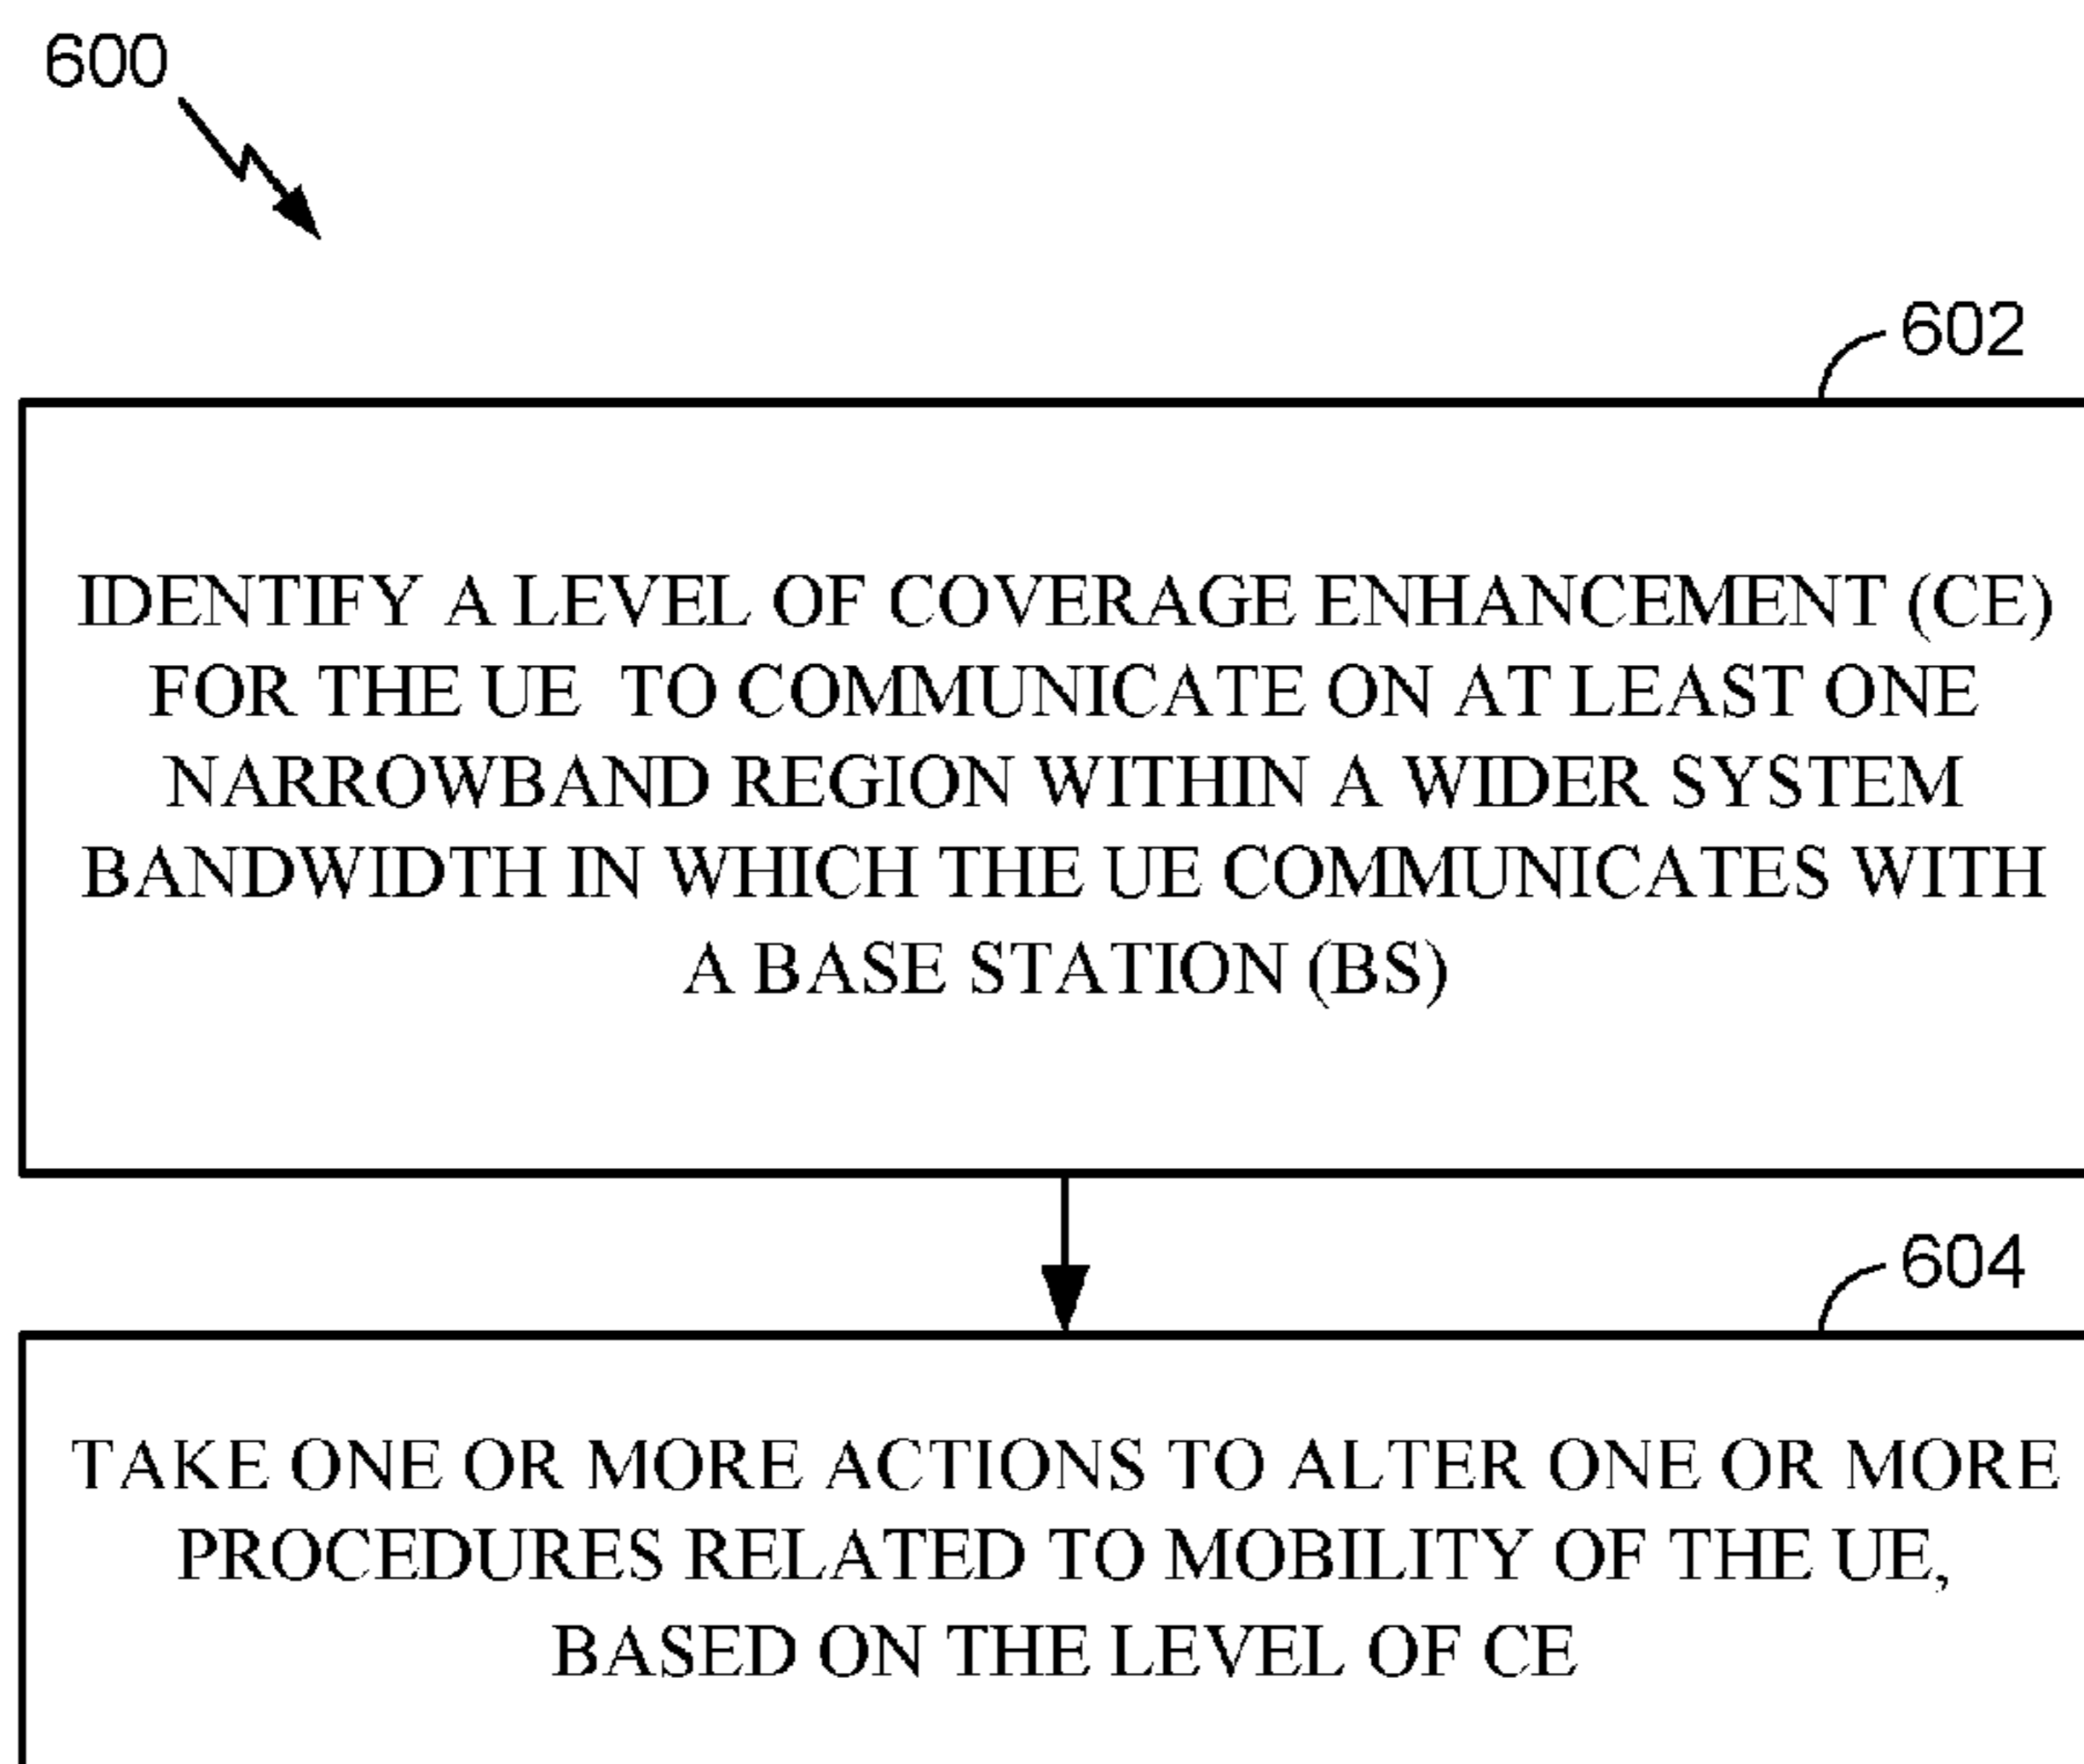 600
602
IDENTIFY A LEVEL OF COVERAGE ENHANCEMENT (CE)
FOR THE UE TO COMMUNICATE ON AT LEAST ONE
NARROWBAND REGION WITHIN A WIDER SYSTEM
BANDWIDTH IN WHICH THE UE COMMUNICATES WITH
A BASE STATION (BS)
604
TAKE ONE OR MORE ACTIONS TO ALTER ONE OR MORE
PROCEDURES RELATED TO MOBILITY OF THE UE,
BASED ON THE LEVEL OF CE